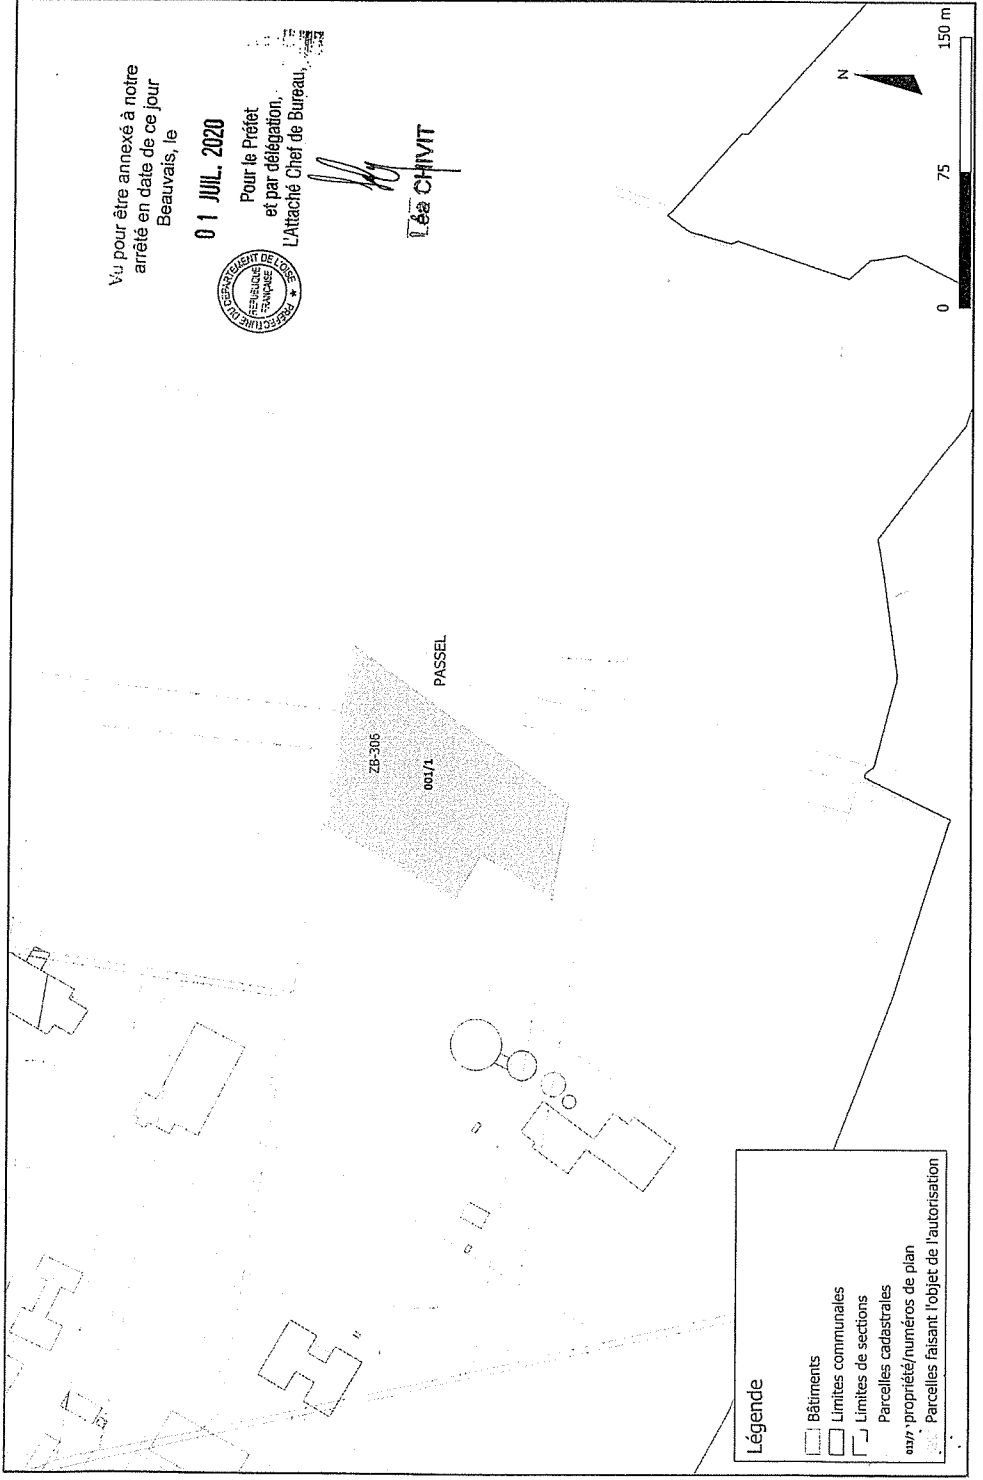 Vu pour être annexé à notre
arrêté en date de ce jour
Beauvais, le
0 1 JUIL. 2020
Pour le Préfet
et par délégation,
L'Attaché Chef de Bureau,
PRÉFECTURE DU DÉPARTEMENT DE L'OISE ★
RÉPUBLIQUE
FRANÇAISE
Léa CHIVIT
ZB-306
001/1
PASSEL
N
0 75 150 m
Légende
Bâtiments
Limites communales
Limites de sections
Parcelles cadastrales
propriété/numéros de plan
Parcelles faisant l'objet de l'autorisation